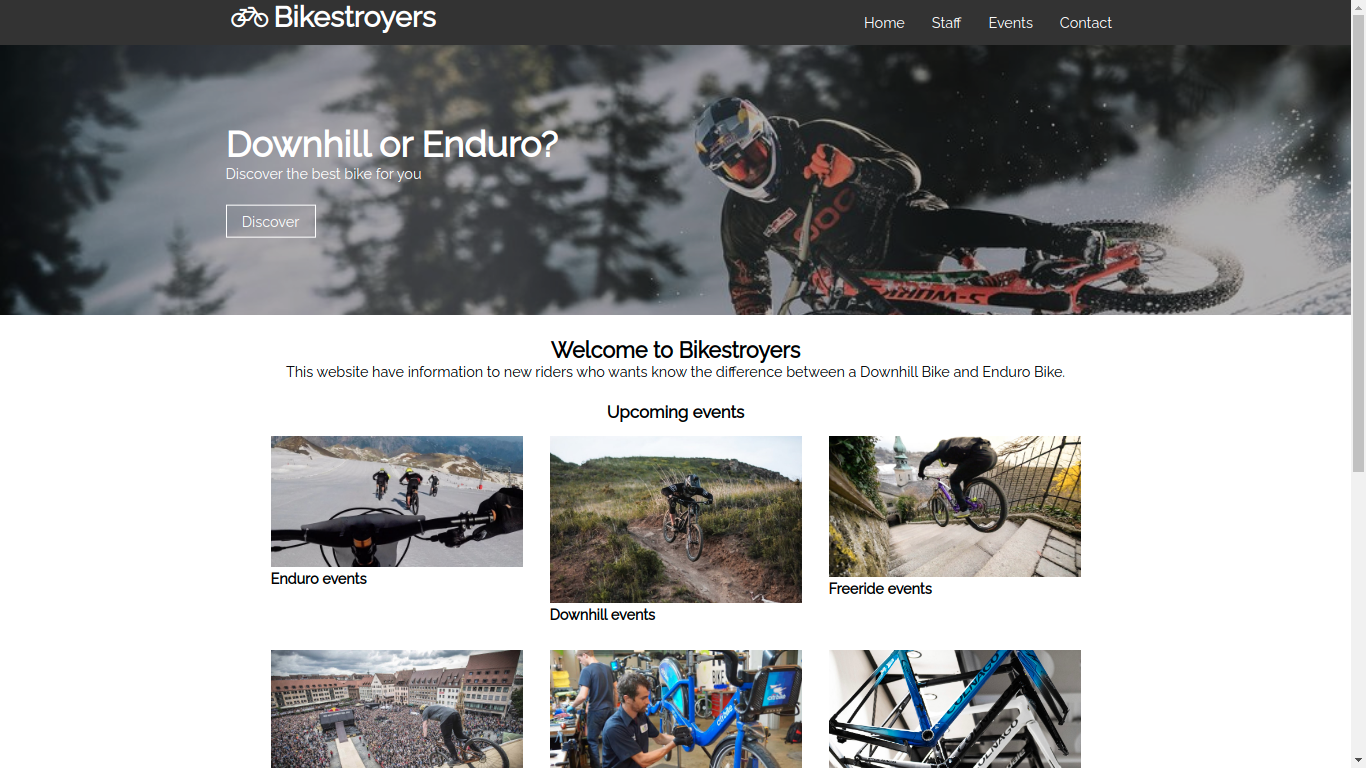 Bikestroyers
Home Staff Events Contact
Downhill or Enduro?
Discover the best bike for you
Discover
S-WORKS
Welcome to Bikestroyers
This website have information to new riders who wants know the difference between a Downhill Bike and Enduro Bike.
Upcoming events
Enduro events
Downhill events
Freeride events
COLNAGO